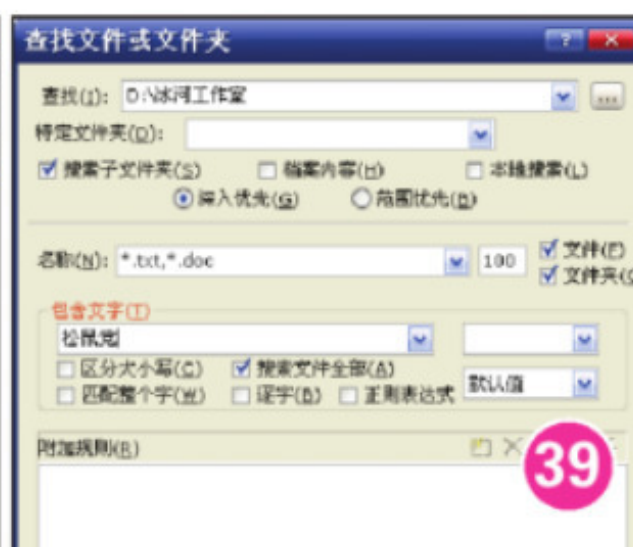 查找文件或文件夹
查找(I): D:\冰河工作室
特定文件夹(O):
搜索子文件夹(S) 档案内容(H) 本地搜索(L)
深入优先(G) 范围优先(B)
名称(N): *.txt,*.doc 100 文件(F)
文件夹(
包含文字(T)
松鼠党
区分大小写(C) 搜索文件全部(A)
匹配整个字(W) 逐字(B) 正则表达式 默认值
附加规则(R)
39